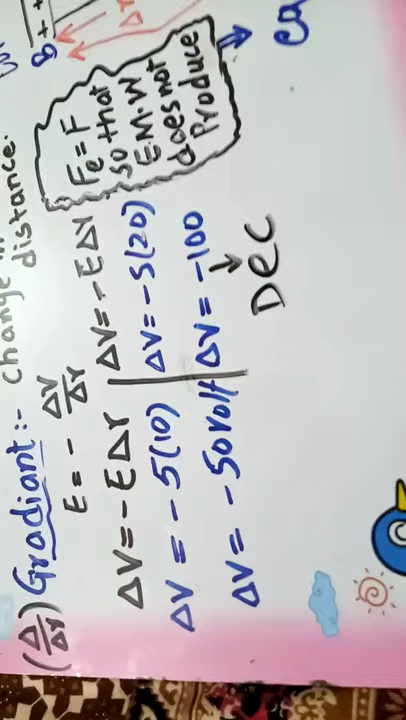 (Δ/Δr) Gradiant:- change in
distance.
E = - ΔV/Δr
ΔV = -EΔr
ΔV = -5(10)
ΔV = -50 volt
ΔV = -EΔr
ΔV = -5(20)
ΔV = -100
↓
Dec
Fe = F
so that
E.M.W
does not
Produce